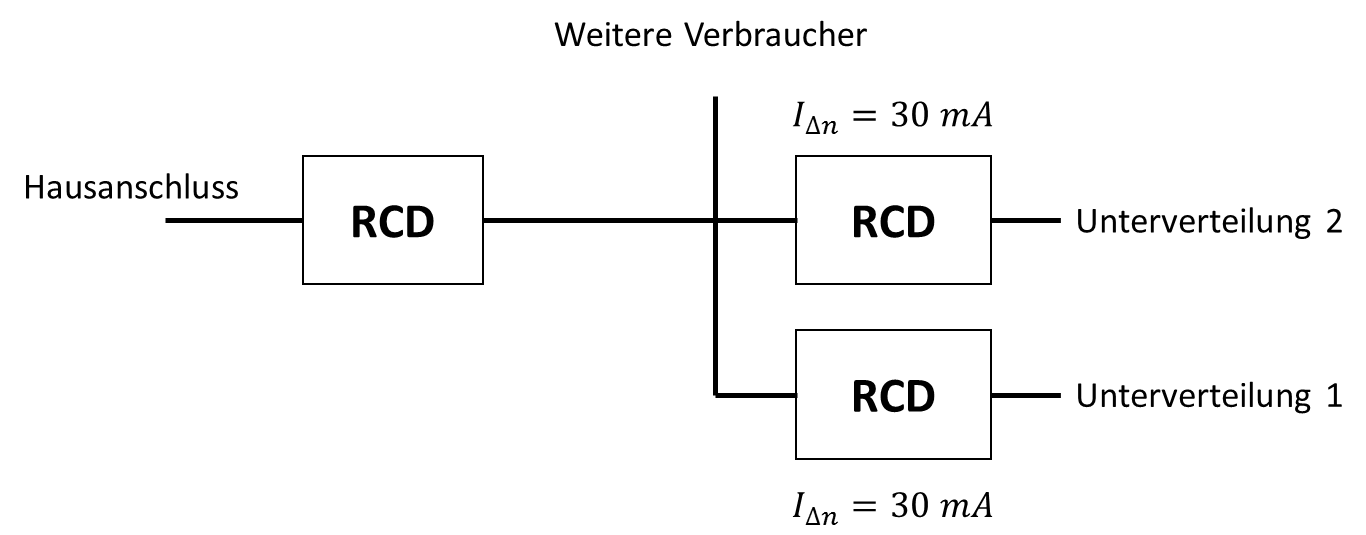 Weitere Verbraucher
I_Δn = 30 mA
Hausanschluss
RCD
RCD
Unterverteilung 2
RCD
Unterverteilung 1
I_Δn = 30 mA